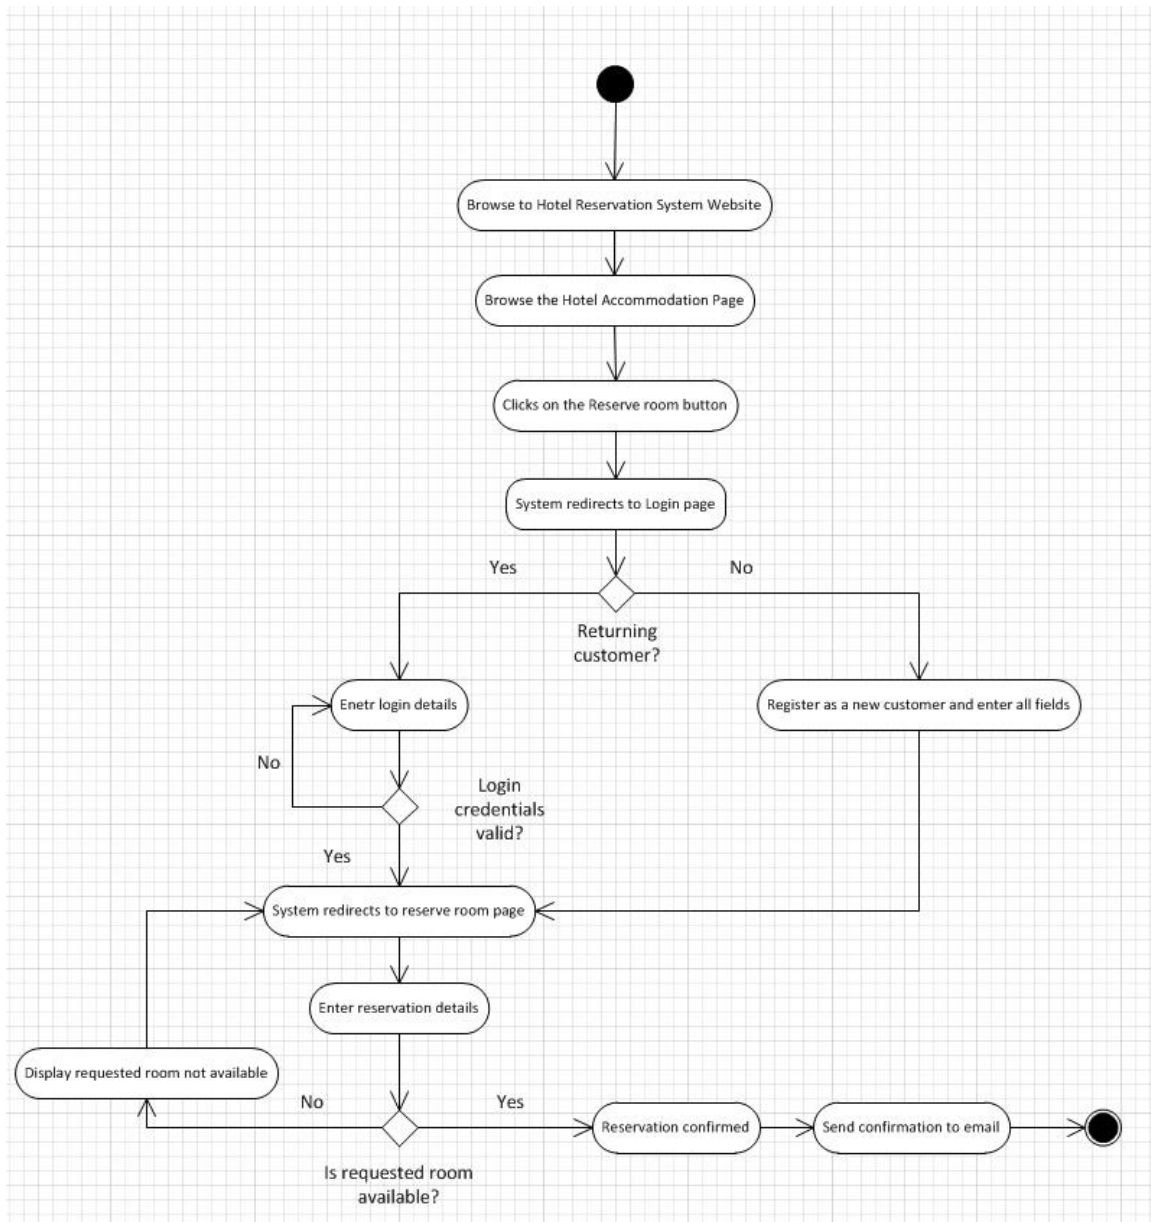 Browse to Hotel Reservation System Website
Browse the Hotel Accommodation Page
Clicks on the Reserve room button
System redirects to Login page
Yes
No
Returning
customer?
Enetr login details
Register as a new customer and enter all fields
No
Login
credentials
valid?
Yes
System redirects to reserve room page
Enter reservation details
Display requested room not available
No
Yes
Reservation confirmed
Send confirmation to email
Is requested room
available?